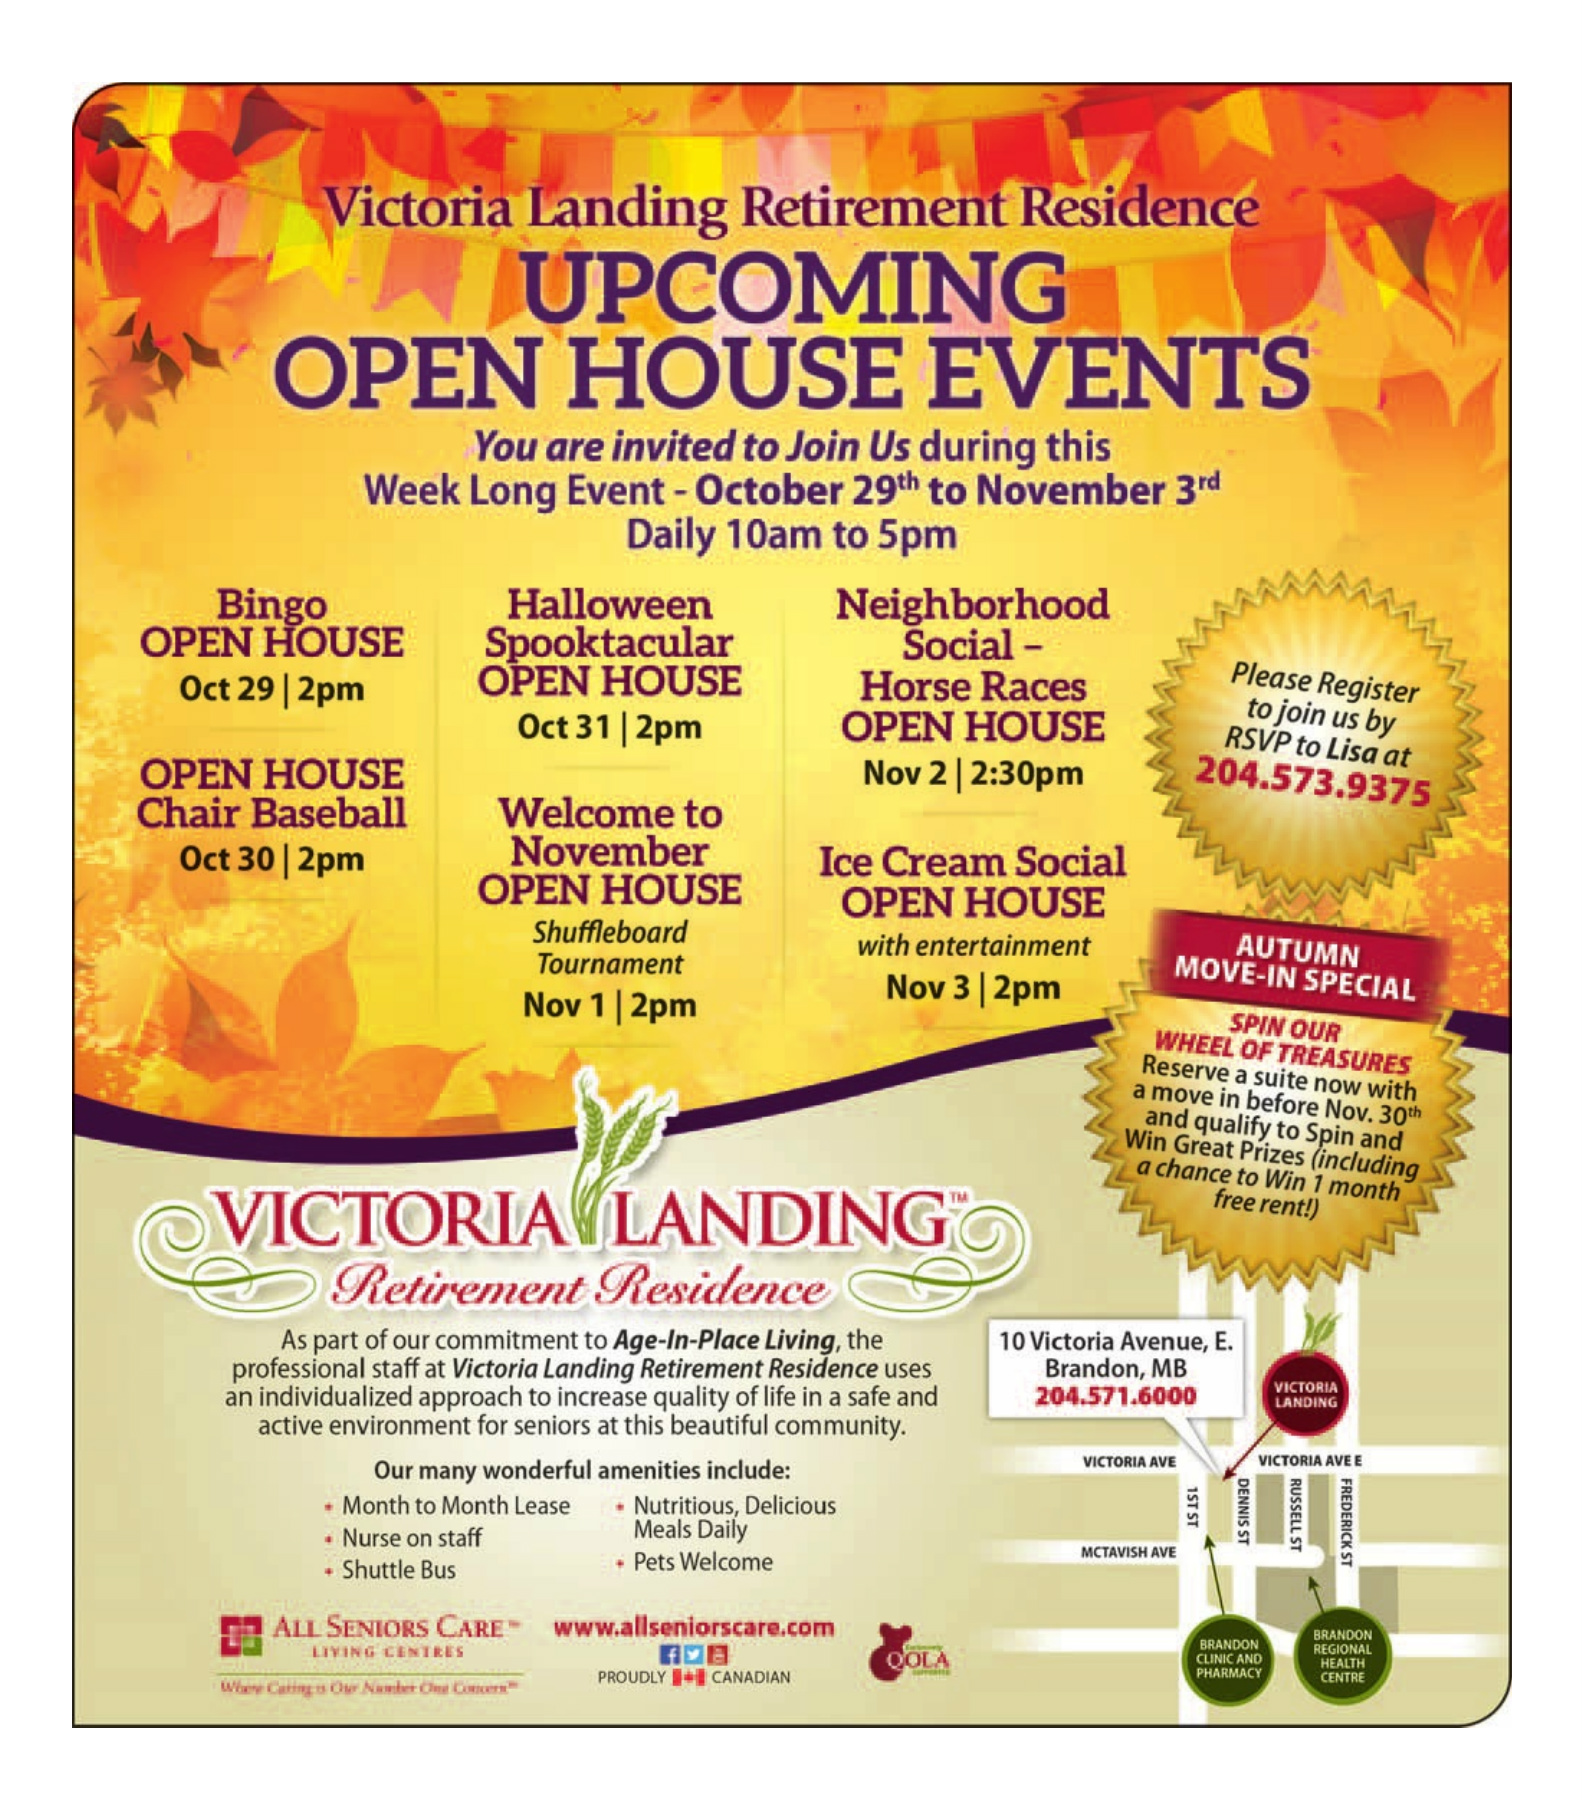 Victoria Landing Retirement Residence
UPCOMING
OPEN HOUSE EVENTS
You are invited to Join Us during this
Week Long Event - October 29th to November 3rd
Daily 10am to 5pm
Bingo
OPEN HOUSE
Oct 29 | 2pm
OPEN HOUSE
Chair Baseball
Oct 30 | 2pm
Halloween
Spooktacular
OPEN HOUSE
Oct 31 | 2pm
Welcome to
November
OPEN HOUSE
Shuffleboard
Tournament
Nov 1 | 2pm
Neighborhood
Social –
Horse Races
OPEN HOUSE
Nov 2 | 2:30pm
Ice Cream Social
OPEN HOUSE
with entertainment
Nov 3 | 2pm
Please Register
to join us by
RSVP to Lisa at
204.573.9375
AUTUMN
MOVE-IN SPECIAL
SPIN OUR
WHEEL OF TREASURES
Reserve a suite now with
a move in before Nov. 30th
and qualify to Spin and
Win Great Prizes (including
a chance to Win 1 month
free rent!)
VICTORIA LANDING™
Retirement Residence
As part of our commitment to Age-In-Place Living, the
professional staff at Victoria Landing Retirement Residence uses
an individualized approach to increase quality of life in a safe and
active environment for seniors at this beautiful community.
Our many wonderful amenities include:
• Month to Month Lease
• Nurse on staff
• Shuttle Bus
• Nutritious, Delicious
Meals Daily
• Pets Welcome
ALL SENIORS CARE™
LIVING CENTRES
Where Caring is Our Number One Concern™
www.allseniorscare.com
PROUDLY CANADIAN
QOLA
10 Victoria Avenue, E.
Brandon, MB
204.571.6000
VICTORIA
LANDING
VICTORIA AVE
VICTORIA AVE E
1ST ST
DENNIS ST
RUSSELL ST
FREDERICK ST
MCTAVISH AVE
BRANDON
CLINIC AND
PHARMACY
BRANDON
REGIONAL
HEALTH
CENTRE